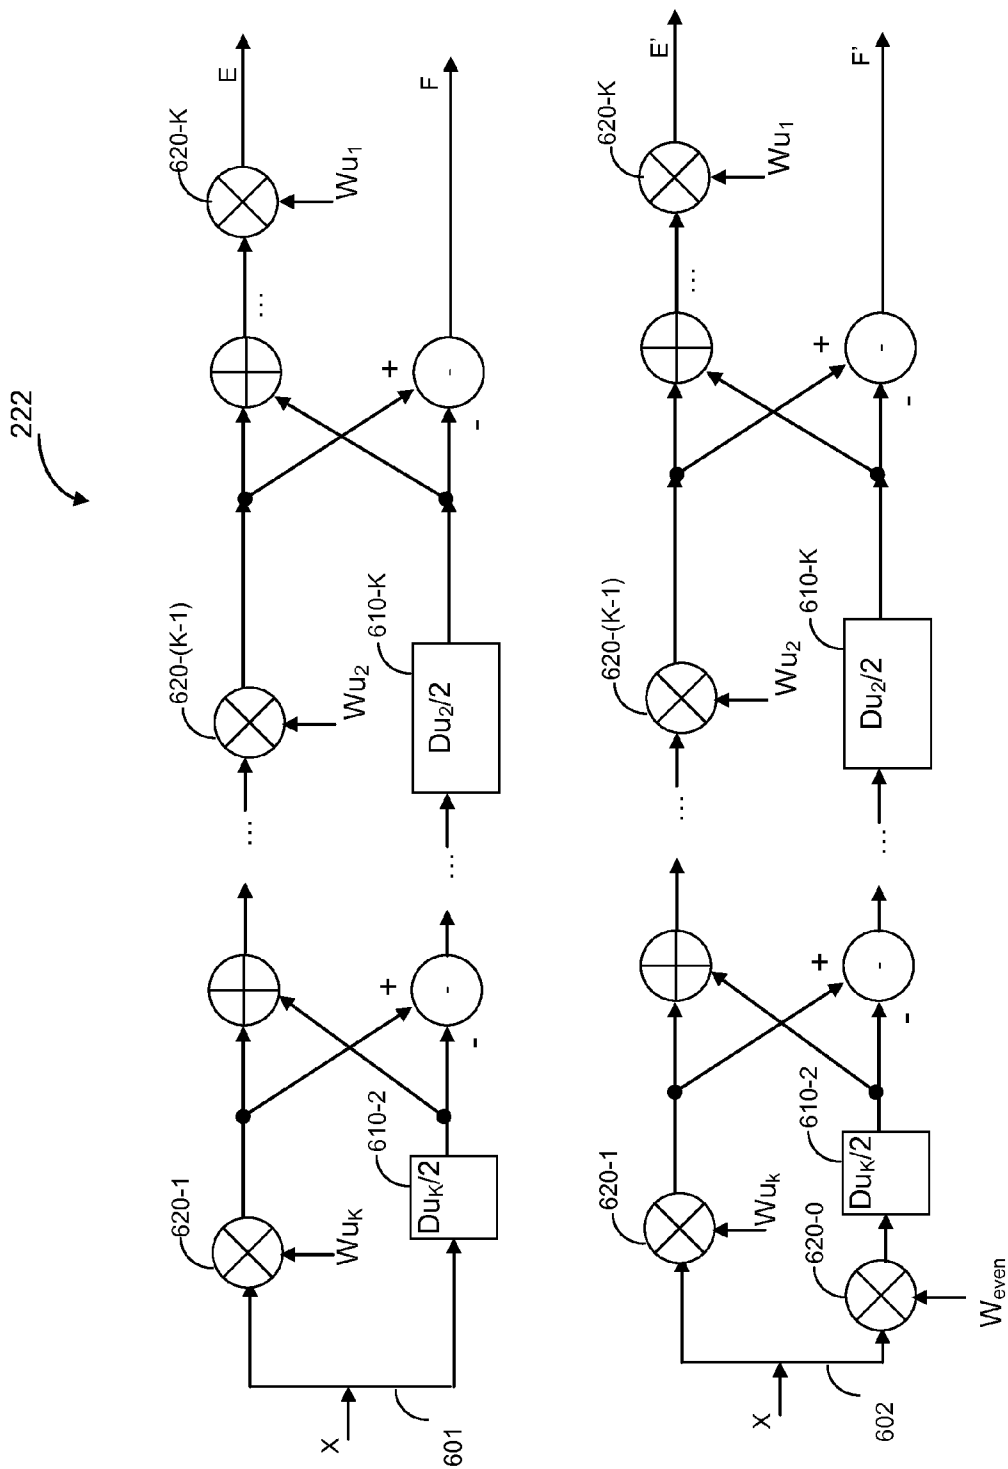 222
E
620-K
Wu1
F
...
+
-
-
620-(K-1)
Wu2
610-K
Du2/2
...
...
+
-
-
620-1
WuK
610-2
DuK/2
X
601
E'
620-K
Wu1
F'
...
+
-
-
620-(K-1)
Wu2
610-K
Du2/2
...
...
+
-
-
620-1
Wuk
610-2
DuK/2
620-0
Weven
X
602